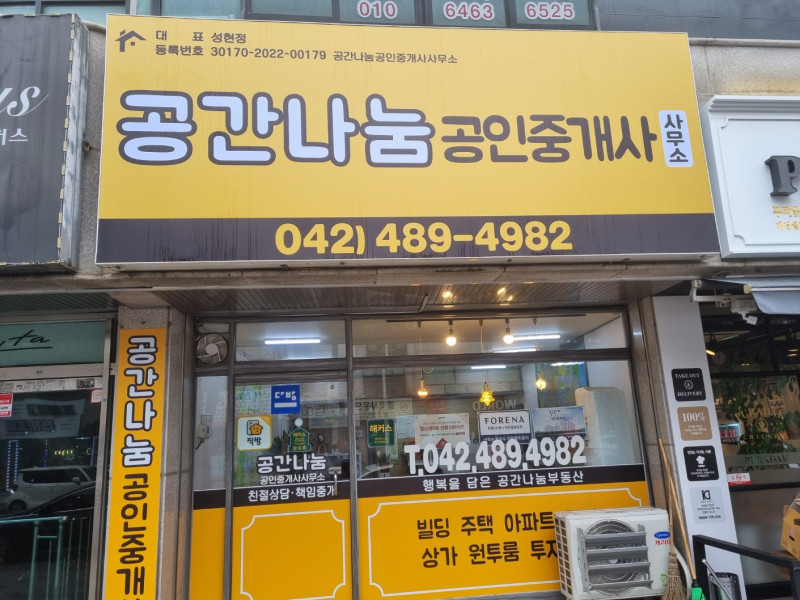 010 6463 6525
대 표 성현정
등록번호 30170-2022-00179 공간나눔공인중개사사무소
공간나눔 공인중개사 사무소
042) 489-4982
공간나눔 공인중개
다방
직방
해커스
FORENA
공간나눔
공인중개사사무소
친절상담·책임중개
T.042.489.4982
행복을 담은 공간나눔부동산
빌딩 주택 아파트
상가 원투룸 투자
TAKE OUT
&
DELIVERY
100%